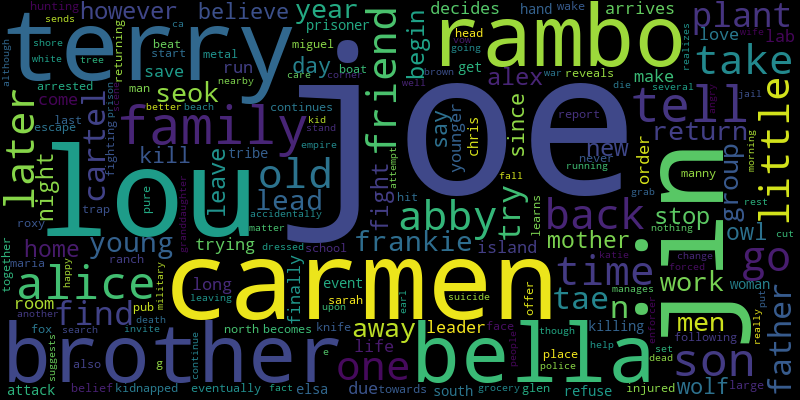 hunting ca however believe year decides hand wake arrives plant
sends prisoner rambo
although terry friend begin head love lab
shore beat miguel going get realizes take
white tree start metal day boat brown war reveals make
returning save run care corner alex several die wife
arrested seok man nearby well tell
come cartel family better beach continues say younger chris since report angry jail
later last escape fighting prison scene kid stand joe new return
night kill tribe empire attempt order never running morning
trap leave old fall grab group little
lou pure lead fight hit abby try learns back manny rest
roxy granddaughter accidentally matter stop nothing cut
home young trying dressed school frankie island mother owl
together maria ranch finally katie change forced jin go
alice happy military carmen time work woman
room pub long event sarah earl suicide offer tae n. manages put
another leaving upon men really
find death north becomes knife away leader face though killing enforcer following
fox search invite continue people place help set father
brother suggests also g e life police bella dead son
one
belief kidnapped fact elsa due towards grocery glen injured wolf large
attack eventually south refuse